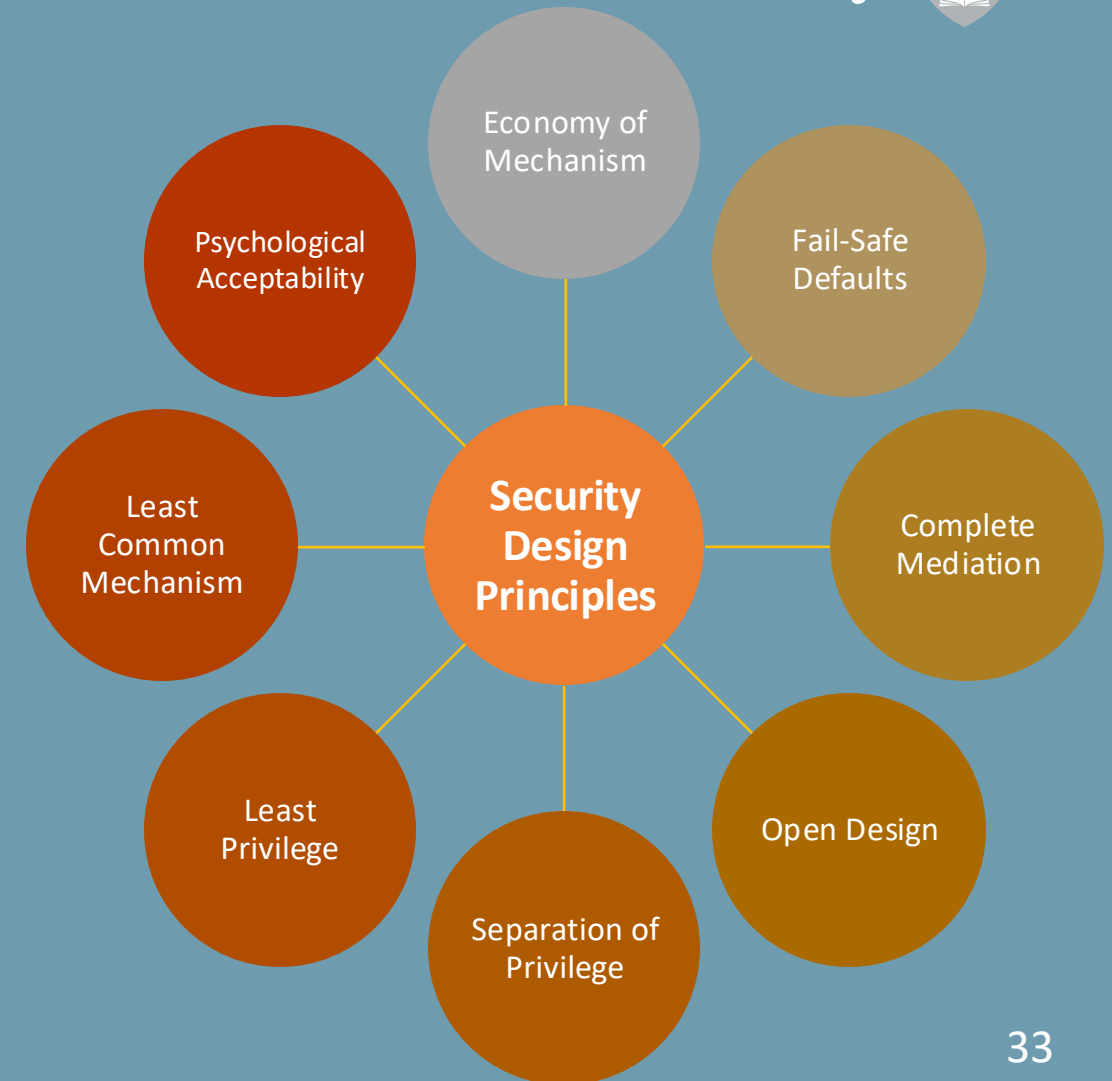 Economy of
Mechanism
Fail-Safe
Defaults
Complete
Mediation
Open Design
Separation of
Privilege
Least
Privilege
Least
Common
Mechanism
Psychological
Acceptability
Security
Design
Principles
33